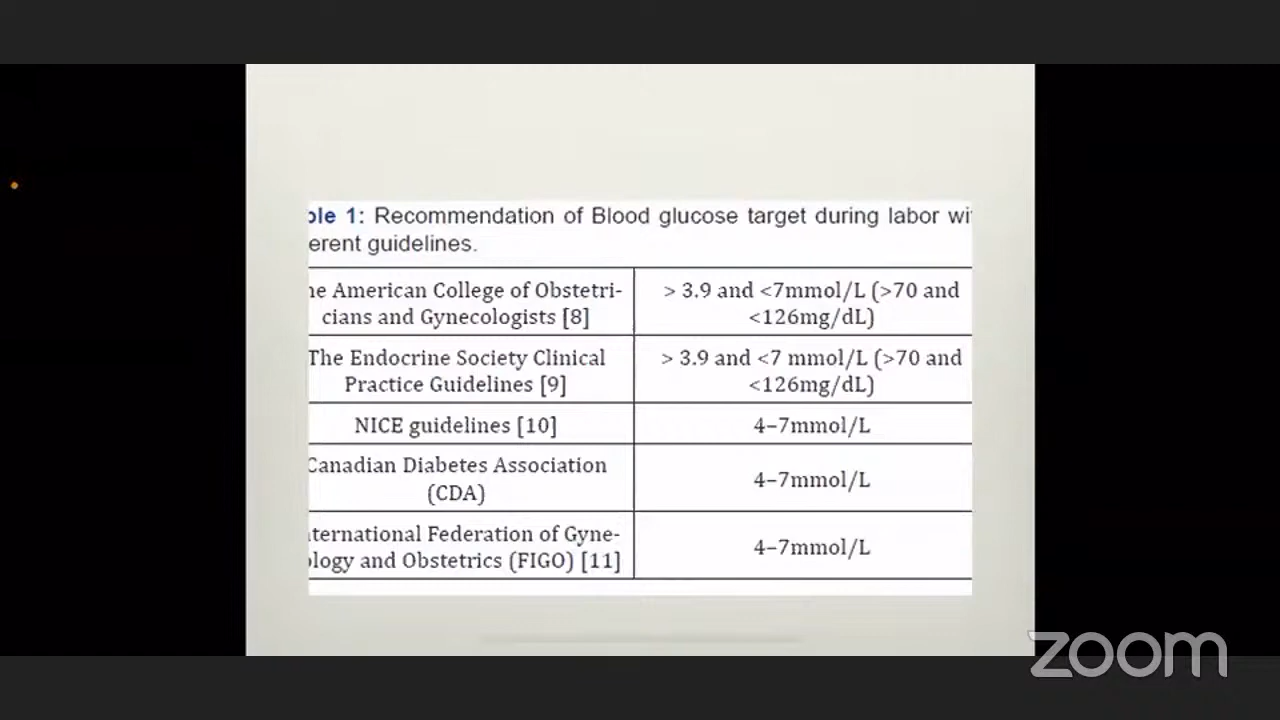 ble 1: Recommendation of Blood glucose target during labor wi
erent guidelines.
he American College of Obstetri-
cians and Gynecologists [8]
> 3.9 and <7mmol/L (>70 and
<126mg/dL)
The Endocrine Society Clinical
Practice Guidelines [9]
> 3.9 and <7 mmol/L (>70 and
<126mg/dL)
NICE guidelines [10]
4–7mmol/L
Canadian Diabetes Association
(CDA)
4–7mmol/L
ternational Federation of Gyne-
ology and Obstetrics (FIGO) [11]
4–7mmol/L
zoom